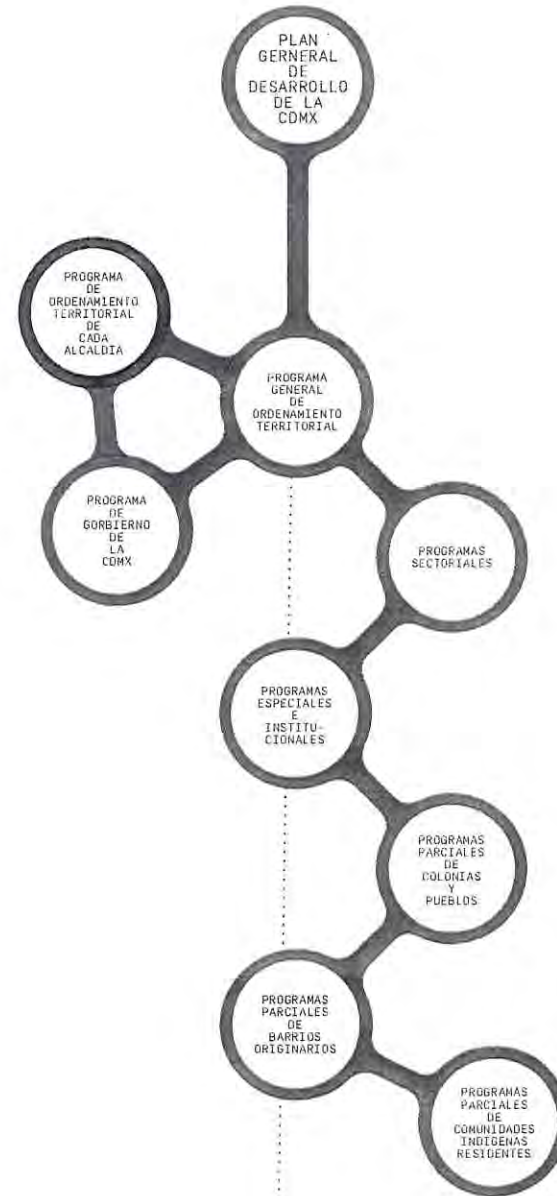 PLAN
GERNERAL
DE
DESARROLLO
DE LA
CDMX
PROGRAMA
DE
ORDENAMIENTO
TERRITORIAL
DE
CADA
ALCALDÍA
PROGRAMA
GENERAL
DE
ORDENAMIENTO
TERRITORIAL
PROGRAMA
DE
GORBIERNO
DE
LA
CDMX
PROGRAMAS
SECTORIALES
PROGRAMAS
ESPECIALES
E
INSTITU-
CIONALES
PROGRAMAS
PARCIALES
DE
COLONIAS
Y
PUEBLOS
PROGRAMAS
PARCIALES
DE
BARRIOS
ORIGINARIOS
PROGRAMAS
PARCIALES
DE
COMUNIDADES
INDÍGENAS
RESIDENTES